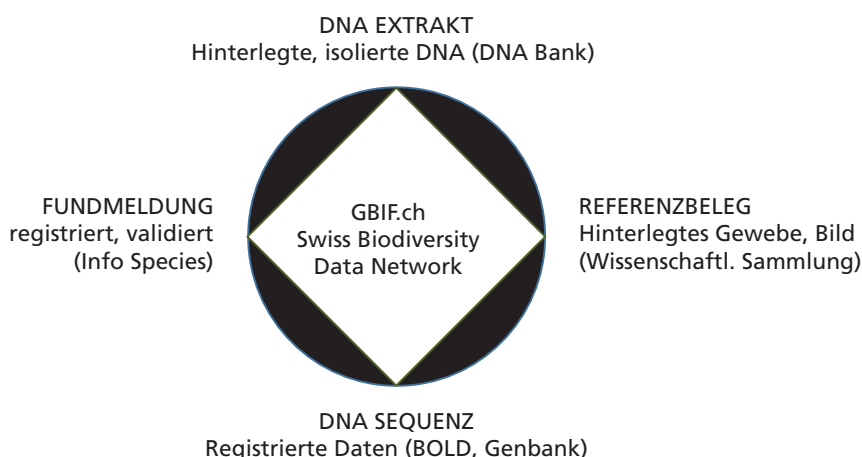 DNA EXTRAKT
Hinterlegte, isolierte DNA (DNA Bank)
FUNDMELDUNG
registriert, validiert
(Info Species)
GBIF.ch
Swiss Biodiversity
Data Network
REFERENZBELEG
Hinterlegtes Gewebe, Bild
(Wissenschaftl. Sammlung)
DNA SEQUENZ
Registrierte Daten (BOLD, Genbank)